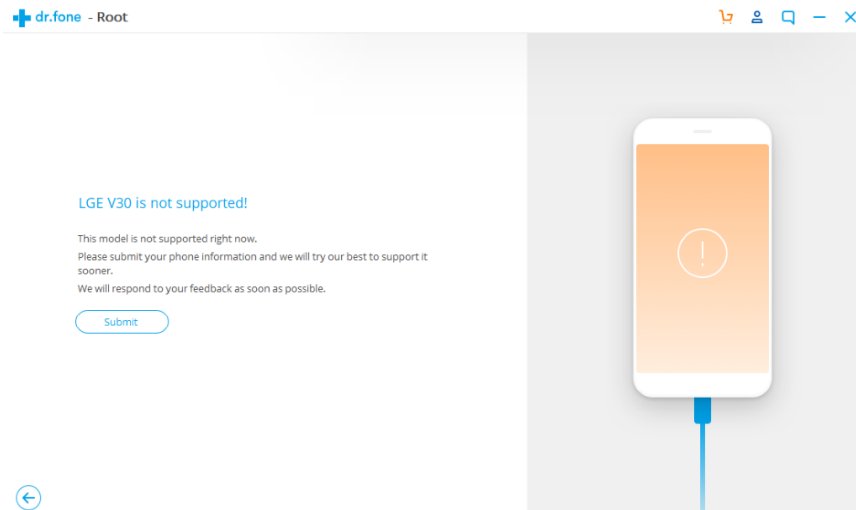 dr.fone - Root
LGE V30 is not supported!
This model is not supported right now.
Please submit your phone information and we will try our best to support it
sooner.
We will respond to your feedback as soon as possible.
Submit